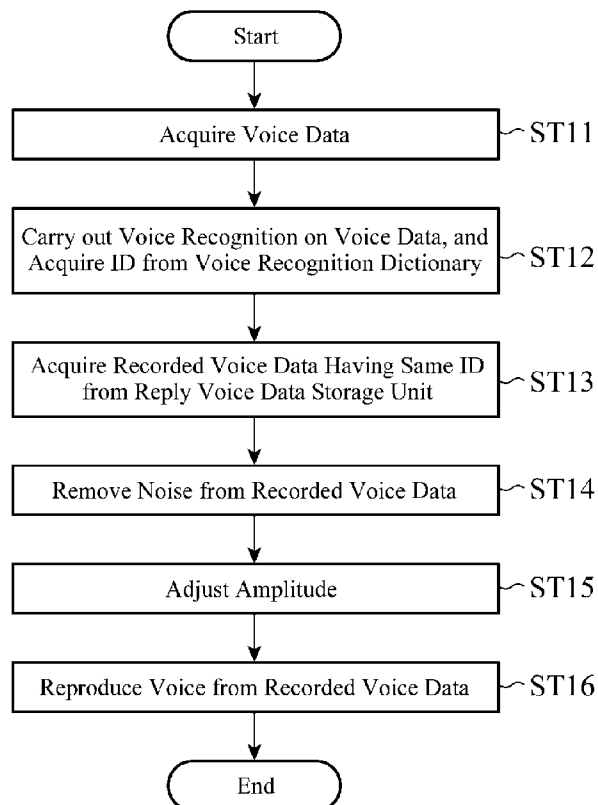 Start
Acquire Voice Data
ST11
Carry out Voice Recognition on Voice Data, and
Acquire ID from Voice Recognition Dictionary
ST12
Acquire Recorded Voice Data Having Same ID
from Reply Voice Data Storage Unit
ST13
Remove Noise from Recorded Voice Data
ST14
Adjust Amplitude
ST15
Reproduce Voice from Recorded Voice Data
ST16
End